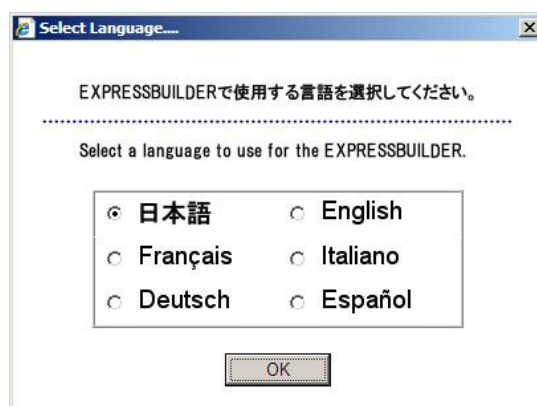 Select Language....
EXPRESSBUILDERで使用する言語を選択してください。
Select a language to use for the EXPRESSBUILDER.
日本語 English
Français Italiano
Deutsch Español
OK